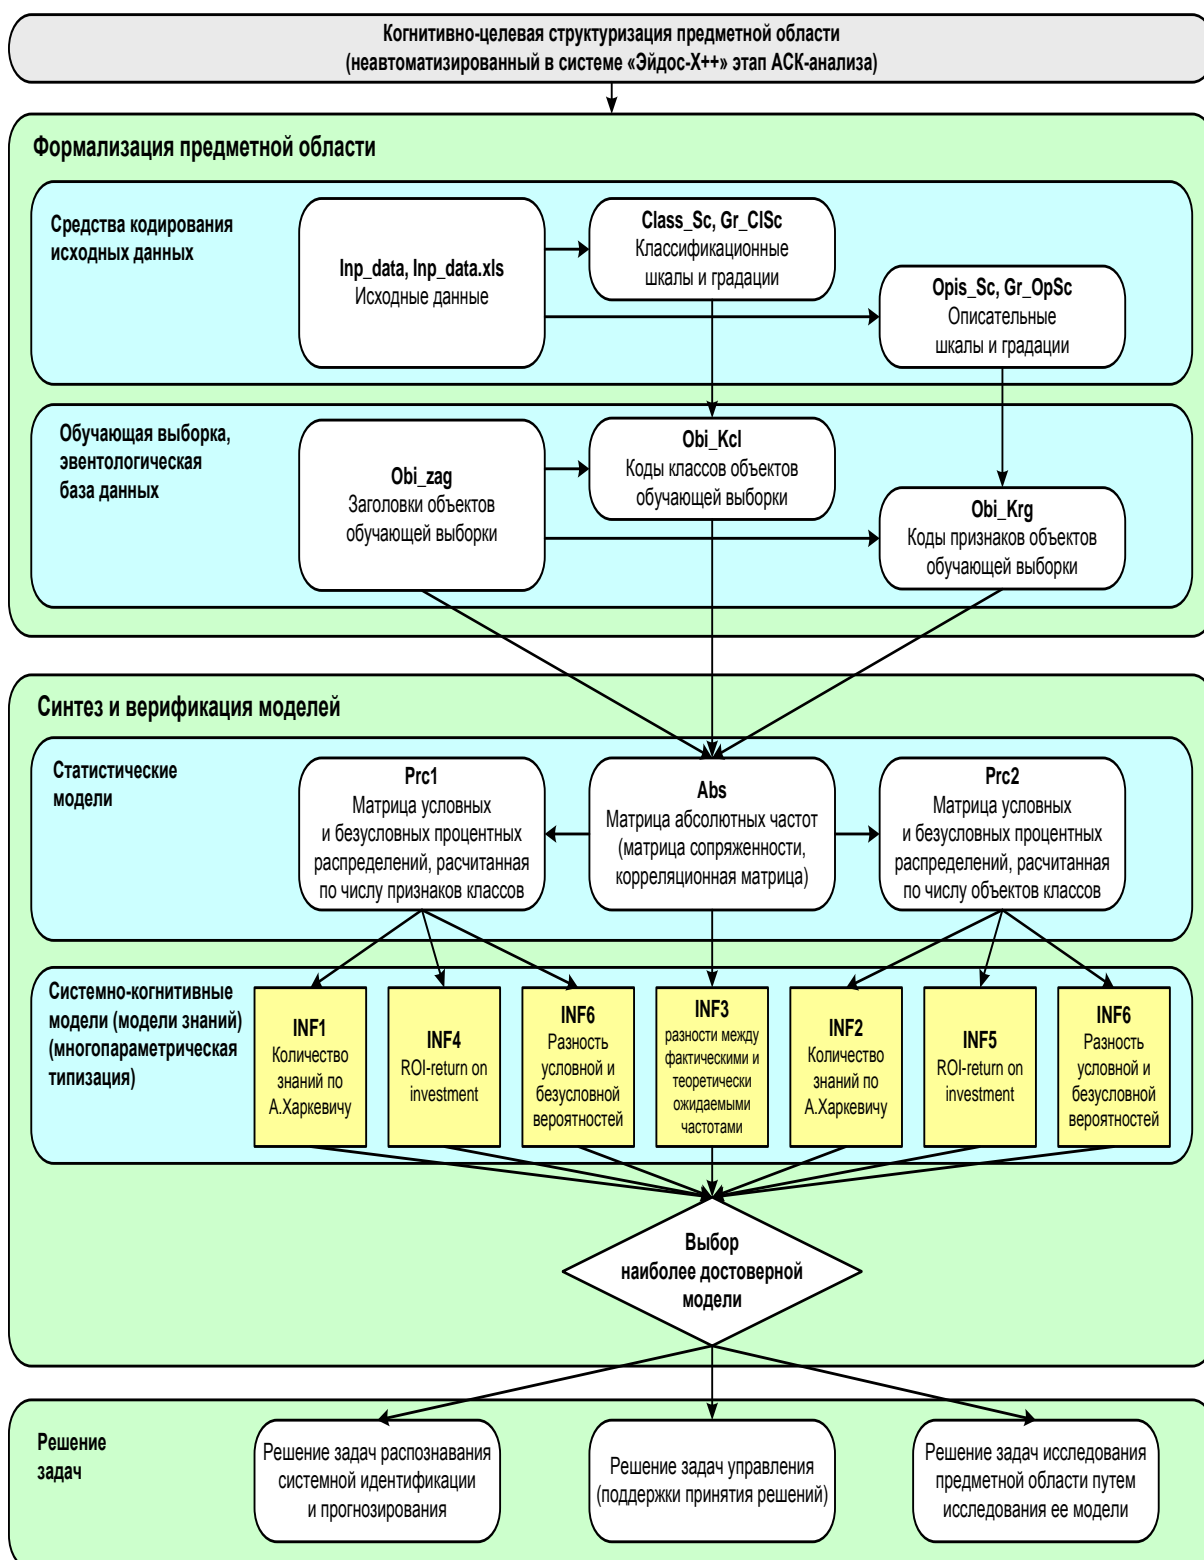 Когнитивно-целевая структуризация предметной области
(неавтоматизированный в системе «Эйдос-Х++» этап АСК-анализа)
Формализация предметной области
Средства кодирования
исходных данных
Inp_data, Inp_data.xls
Исходные данные
Class_Sc, Gr_ClSc
Классификационные
шкалы и градации
Opis_Sc, Gr_OpSc
Описательные
шкалы и градации
Обучающая выборка,
эвентологическая
база данных
Obi_zag
Заголовки объектов
обучающей выборки
Obi_Kcl
Коды классов объектов
обучающей выборки
Obi_Krg
Коды признаков объектов
обучающей выборки
Синтез и верификация моделей
Статистические
модели
Prc1
Матрица условных
и безусловных процентных
распределений, расчитанная
по числу признаков классов
Abs
Матрица абсолютных частот
(матрица сопряженности,
корреляционная матрица)
Prc2
Матрица условных
и безусловных процентных
распределений, расчитанная
по числу объектов классов
Системно-когнитивные
модели (модели знаний)
(многопараметрическая
типизация)
INF1
Количество
знаний по
А.Харкевичу
INF4
ROI-return on
investment
INF6
Разность
условной и
безусловной
вероятностей
INF3
разности между
фактическими и
теоретически
ожидаемыми
частотами
INF2
Количество
знаний по
А.Харкевичу
INF5
ROI-return on
investment
INF6
Разность
условной и
безусловной
вероятностей
Выбор
наиболее достоверной
модели
Решение
задач
Решение задач распознавания
системной идентификации
и прогнозирования
Решение задач управления
(поддержки принятия решений)
Решение задач исследования
предметной области путем
исследования ее модели